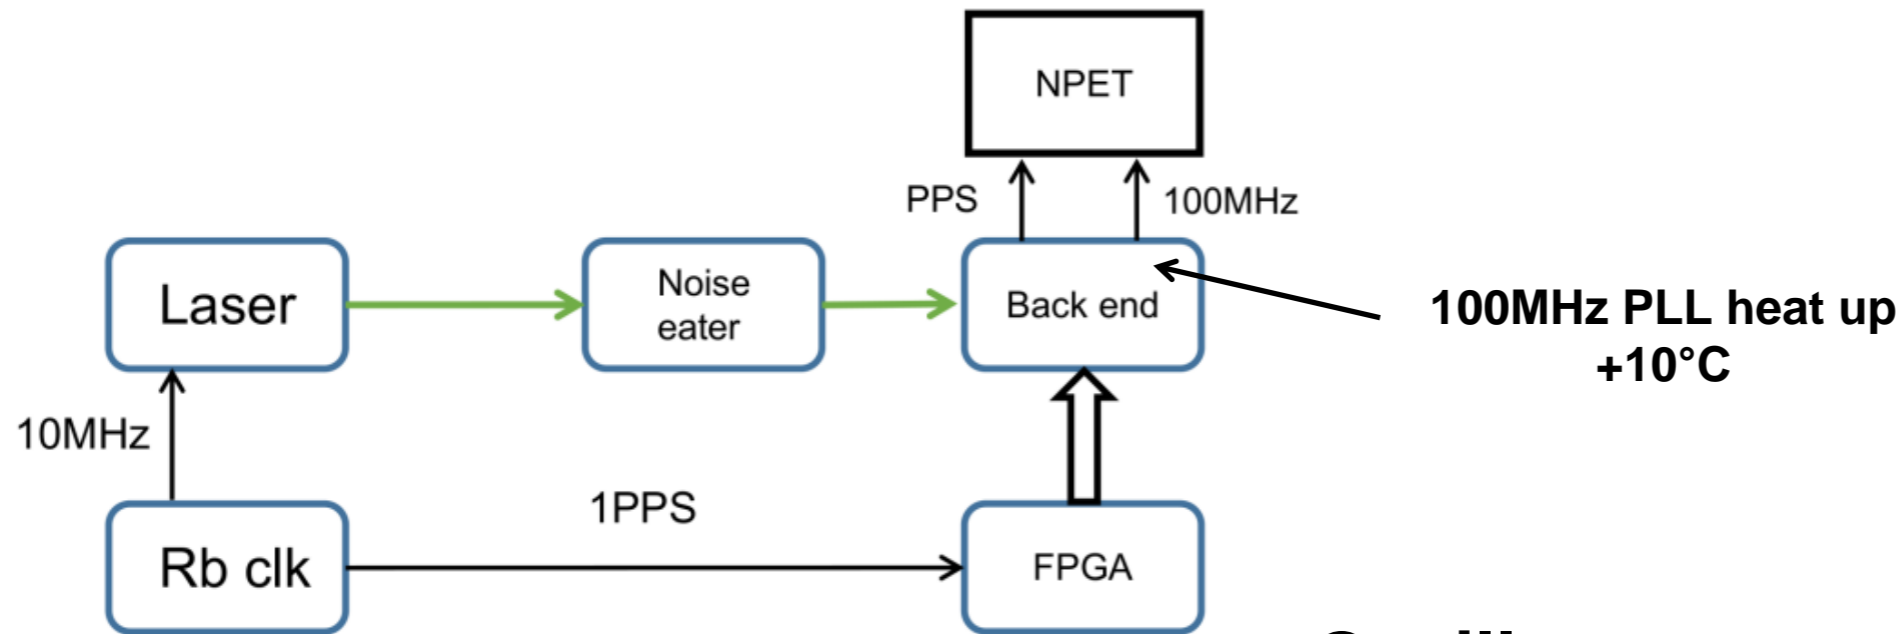 NPET
PPS
100MHz
Laser
Noise
eater
Back end
100MHz PLL heat up
+10°C
10MHz
1PPS
Rb clk
FPGA